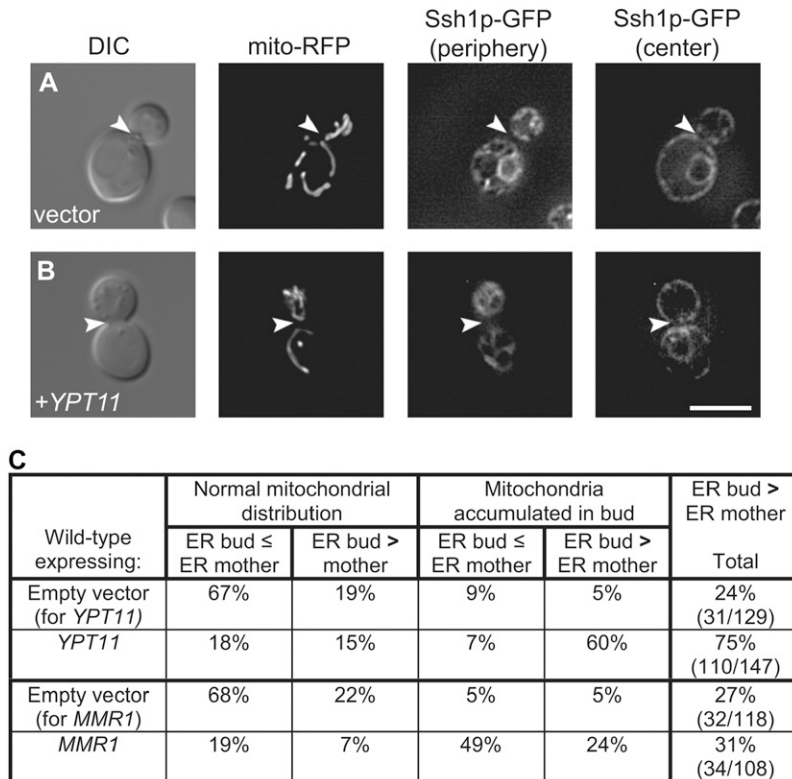 DIC mito-RFP Ssh1p-GFP (periphery) Ssh1p-GFP (center)
A
vector
B
+YPT11
C
Wild-type expressing: Normal mitochondrial distribution Mitochondria accumulated in bud ER bud > ER mother Total
ER bud ≤ ER mother ER bud > mother ER bud ≤ ER mother ER bud > ER mother
Empty vector (for YPT11) 67% 19% 9% 5% 24% (31/129)
YPT11 18% 15% 7% 60% 75% (110/147)
Empty vector (for MMR1) 68% 22% 5% 5% 27% (32/118)
MMR1 19% 7% 49% 24% 31% (34/108)